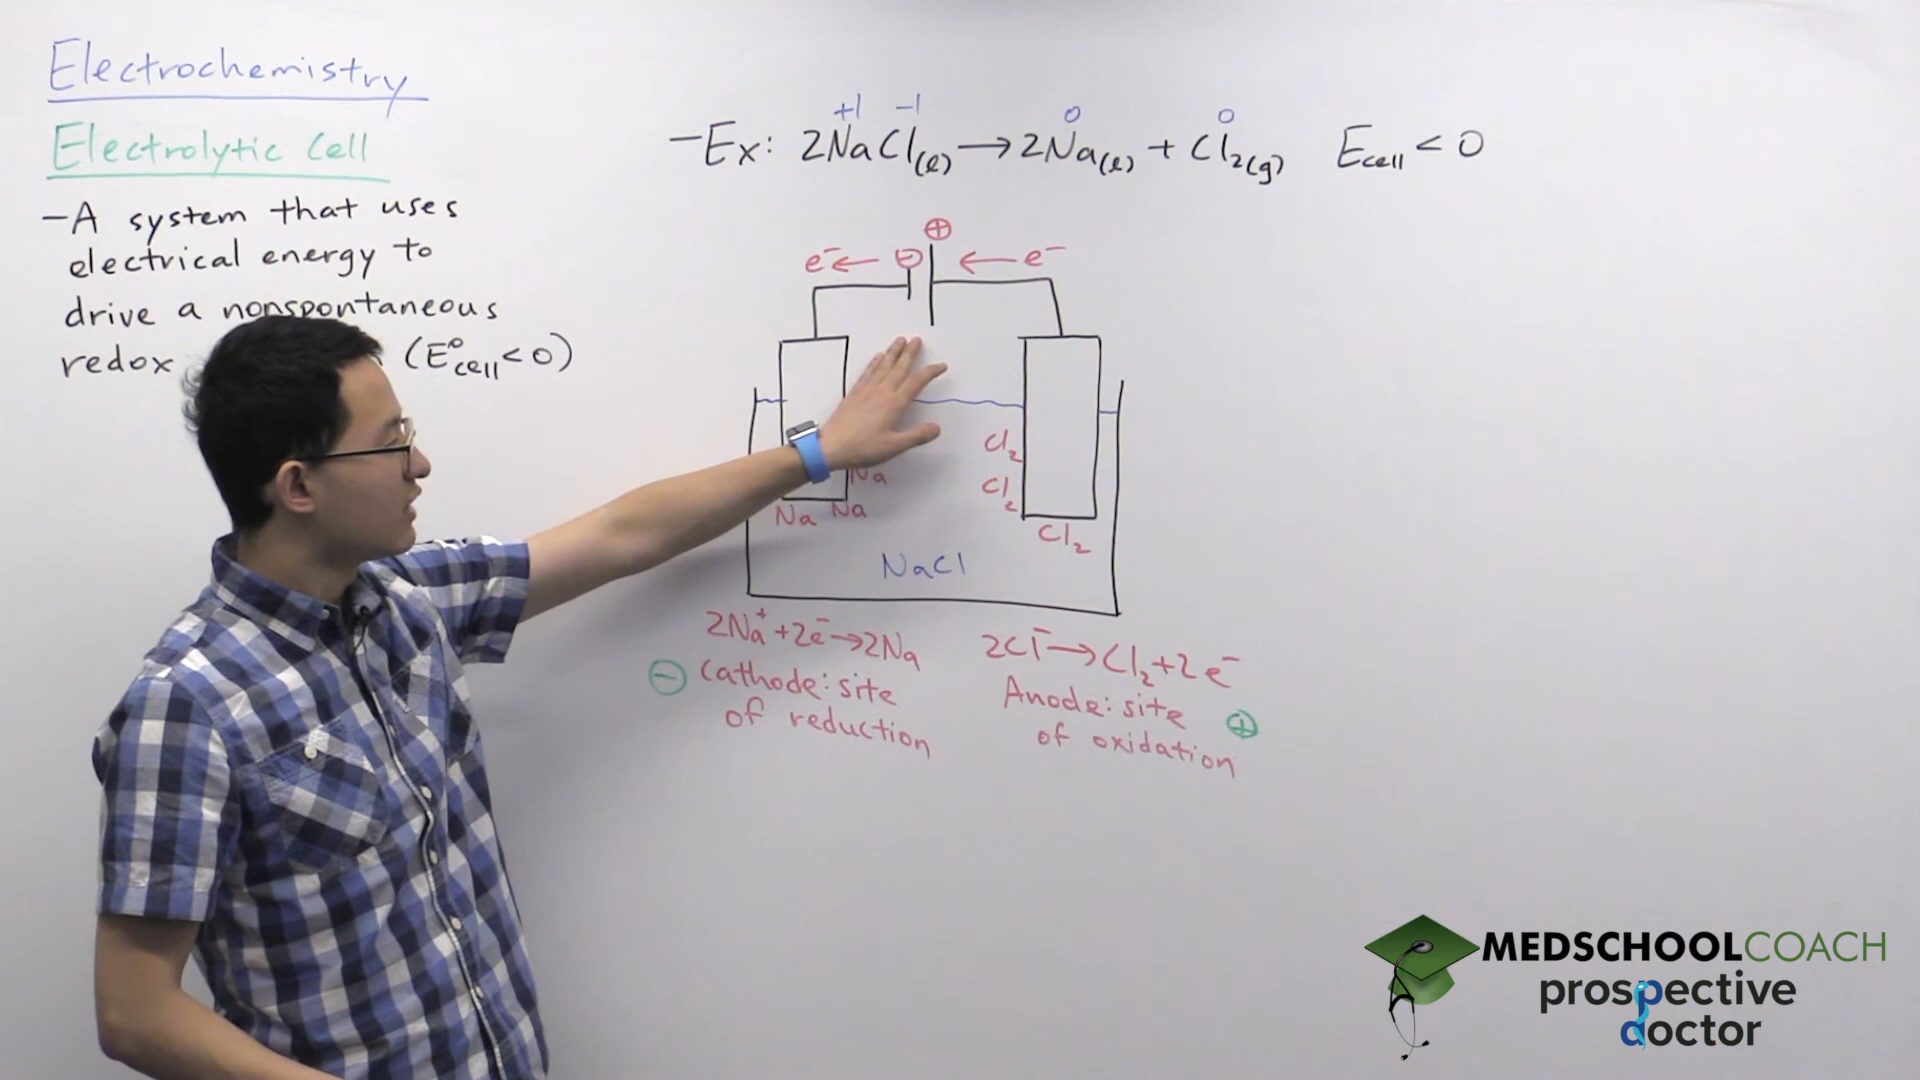 Electrochemistry
Electrolytic Cell
-A system that uses
electrical energy to
drive a nonspontaneous
redox (E°cell<0)
+1 -1 0 0
-Ex: 2NaCl(l)→2Na(l) + Cl2(g) Ecell < 0
⊕
e⁻← ⊖ ←e⁻
Cl2
Na Cl2
Na Na Cl2
NaCl
2Na⁺+2e⁻→2Na 2Cl⁻→Cl2+2e⁻
⊖ Cathode: site
of reduction
Anode: site ⊕
of oxidation
MEDSCHOOLCOACH
prospective
doctor